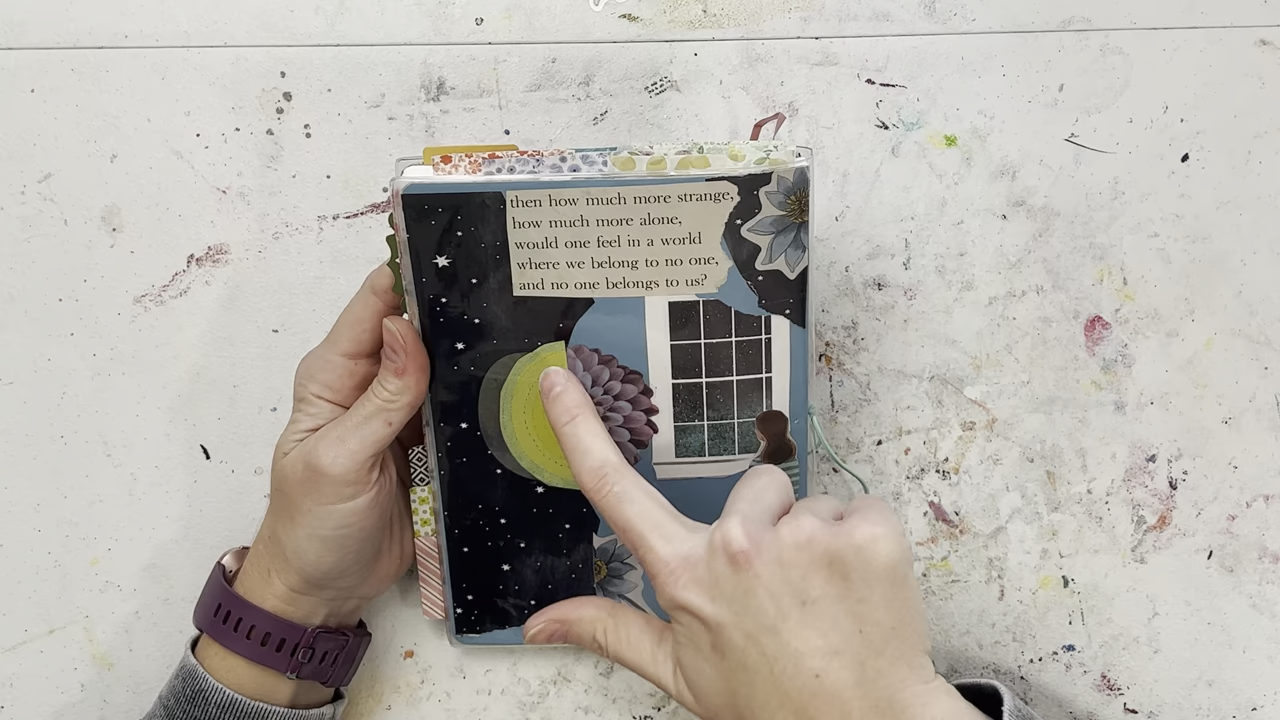 then how much more strange,
how much more alone,
would one feel in a world
where we belong to no one,
and no one belongs to us?